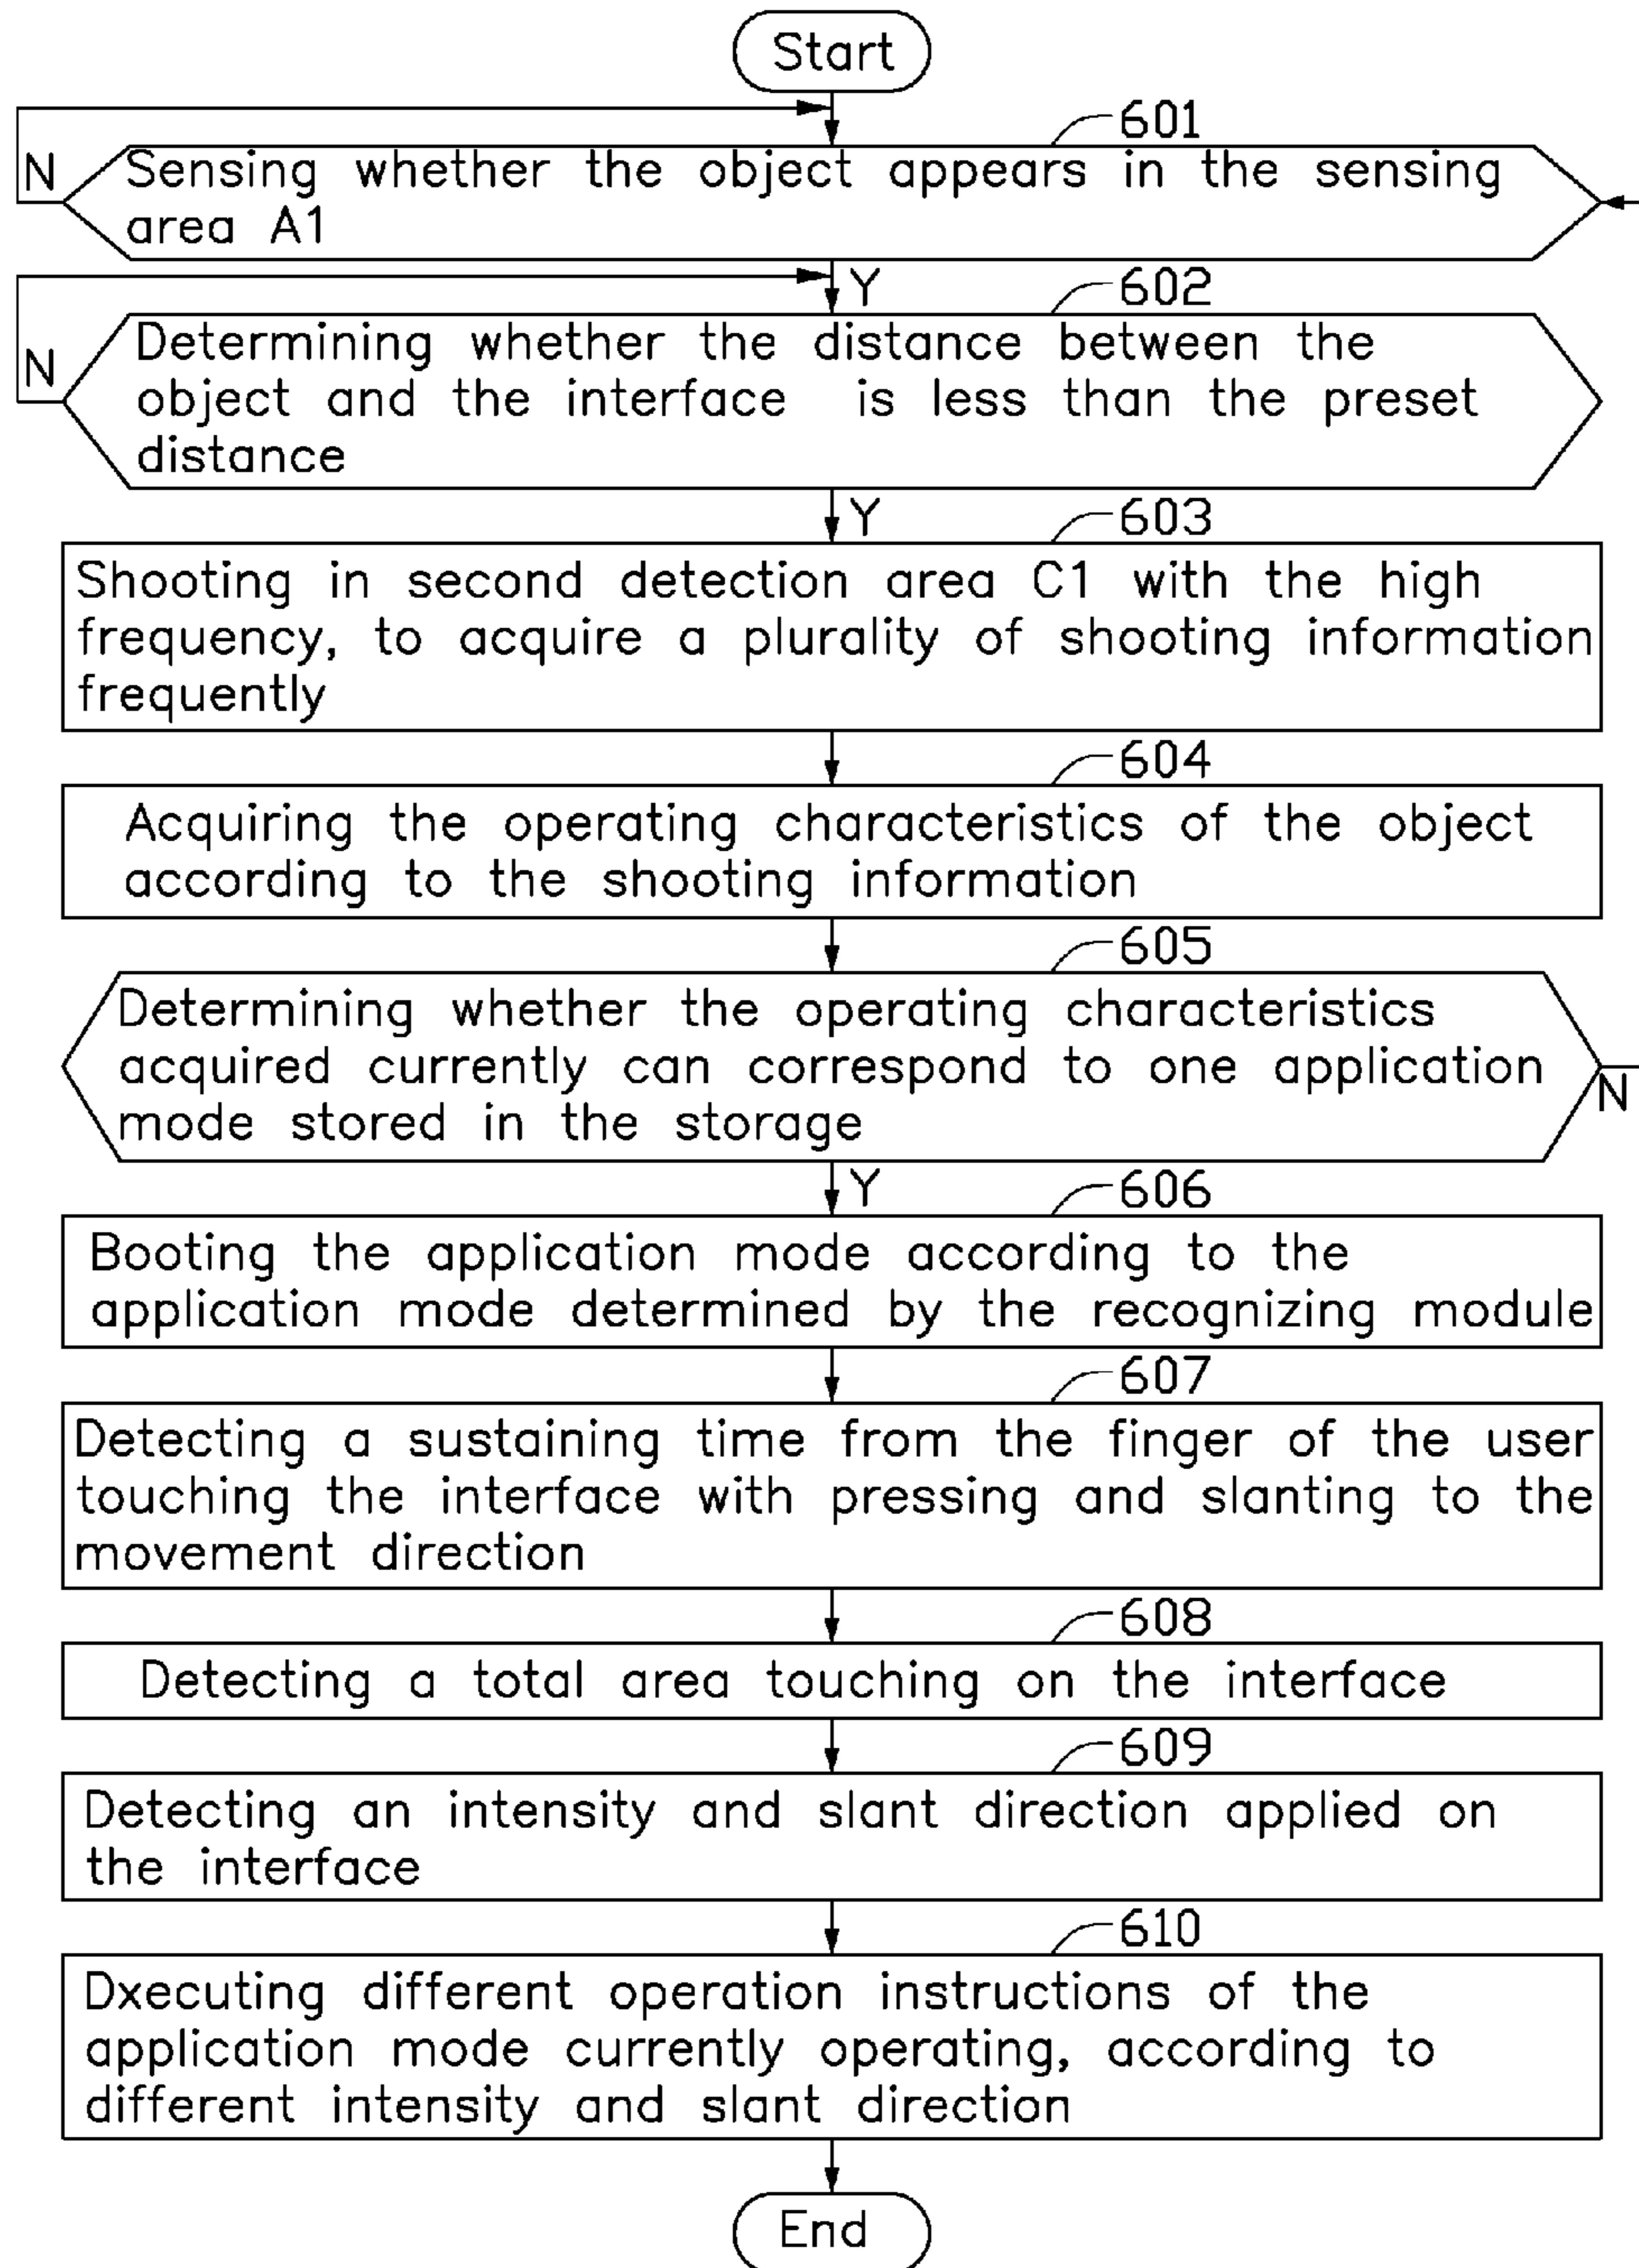 Start
601
N
Sensing whether the object appears in the sensing
area A1
Y
602
N
Determining whether the distance between the
object and the interface is less than the preset
distance
Y
603
Shooting in second detection area C1 with the high
frequency, to acquire a plurality of shooting information
frequently
604
Acquiring the operating characteristics of the object
according to the shooting information
605
Determining whether the operating characteristics
acquired currently can correspond to one application
mode stored in the storage
N
Y
606
Booting the application mode according to the
application mode determined by the recognizing module
607
Detecting a sustaining time from the finger of the user
touching the interface with pressing and slanting to the
movement direction
608
Detecting a total area touching on the interface
609
Detecting an intensity and slant direction applied on
the interface
610
Dxecuting different operation instructions of the
application mode currently operating, according to
different intensity and slant direction
End